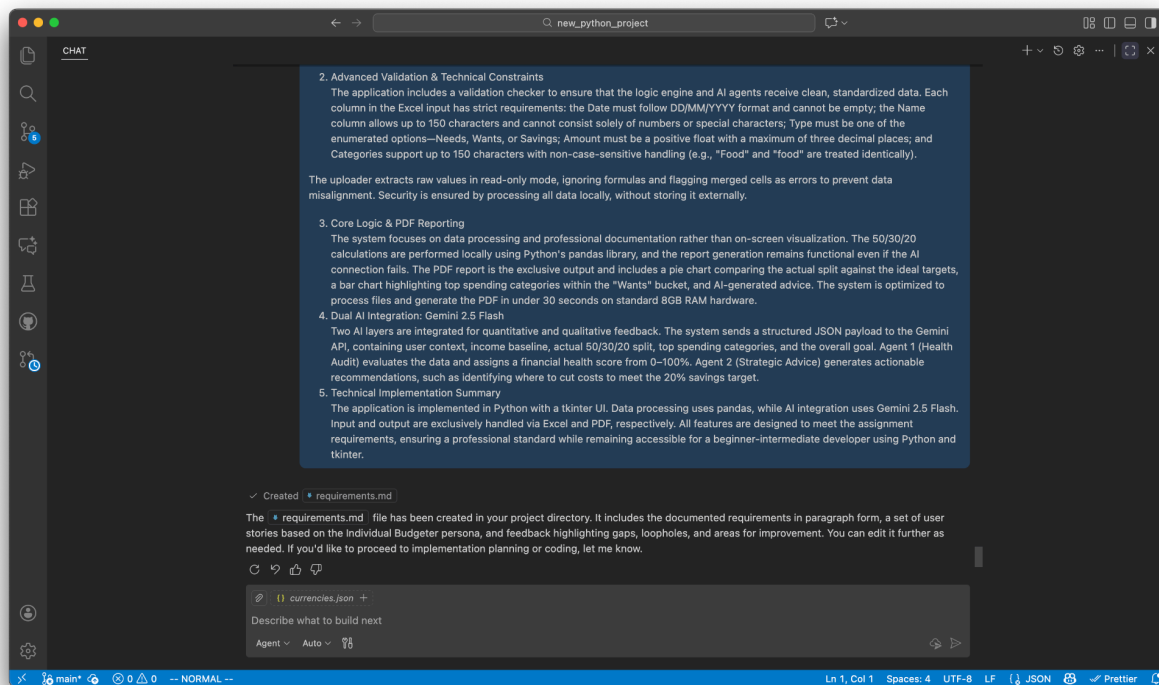 new_python_project
CHAT
2. Advanced Validation & Technical Constraints
The application includes a validation checker to ensure that the logic engine and AI agents receive clean, standardized data. Each
column in the Excel input has strict requirements: the Date must follow DD/MM/YYYY format and cannot be empty; the Name
column allows up to 150 characters and cannot consist solely of numbers or special characters; Type must be one of the
enumerated options—Needs, Wants, or Savings; Amount must be a positive float with a maximum of three decimal places; and
Categories support up to 150 characters with non-case-sensitive handling (e.g., "Food" and "food" are treated identically).
The uploader extracts raw values in read-only mode, ignoring formulas and flagging merged cells as errors to prevent data
misalignment. Security is ensured by processing all data locally, without storing it externally.
3. Core Logic & PDF Reporting
The system focuses on data processing and professional documentation rather than on-screen visualization. The 50/30/20
calculations are performed locally using Python's pandas library, and the report generation remains functional even if the AI
connection fails. The PDF report is the exclusive output and includes a pie chart comparing the actual split against the ideal targets,
a bar chart highlighting top spending categories within the "Wants" bucket, and AI-generated advice. The system is optimized to
process files and generate the PDF in under 30 seconds on standard 8GB RAM hardware.
4. Dual AI Integration: Gemini 2.5 Flash
Two AI layers are integrated for quantitative and qualitative feedback. The system sends a structured JSON payload to the Gemini
API, containing user context, income baseline, actual 50/30/20 split, top spending categories, and the overall goal. Agent 1 (Health
Audit) evaluates the data and assigns a financial health score from 0–100%. Agent 2 (Strategic Advice) generates actionable
recommendations, such as identifying where to cut costs to meet the 20% savings target.
5. Technical Implementation Summary
The application is implemented in Python with a tkinter UI. Data processing uses pandas, while AI integration uses Gemini 2.5 Flash.
Input and output are exclusively handled via Excel and PDF, respectively. All features are designed to meet the assignment
requirements, ensuring a professional standard while remaining accessible for a beginner-intermediate developer using Python and
tkinter.
5
Created requirements.md
The requirements.md file has been created in your project directory. It includes the documented requirements in paragraph form, a set of user
stories based on the Individual Budgeter persona, and feedback highlighting gaps, loopholes, and areas for improvement. You can edit it further as
needed. If you'd like to proceed to implementation planning or coding, let me know.
{} currencies.json +
Describe what to build next
Agent Auto
main* 0 0 -- NORMAL -- Ln 1, Col 1 Spaces: 4 UTF-8 LF {} JSON Prettier